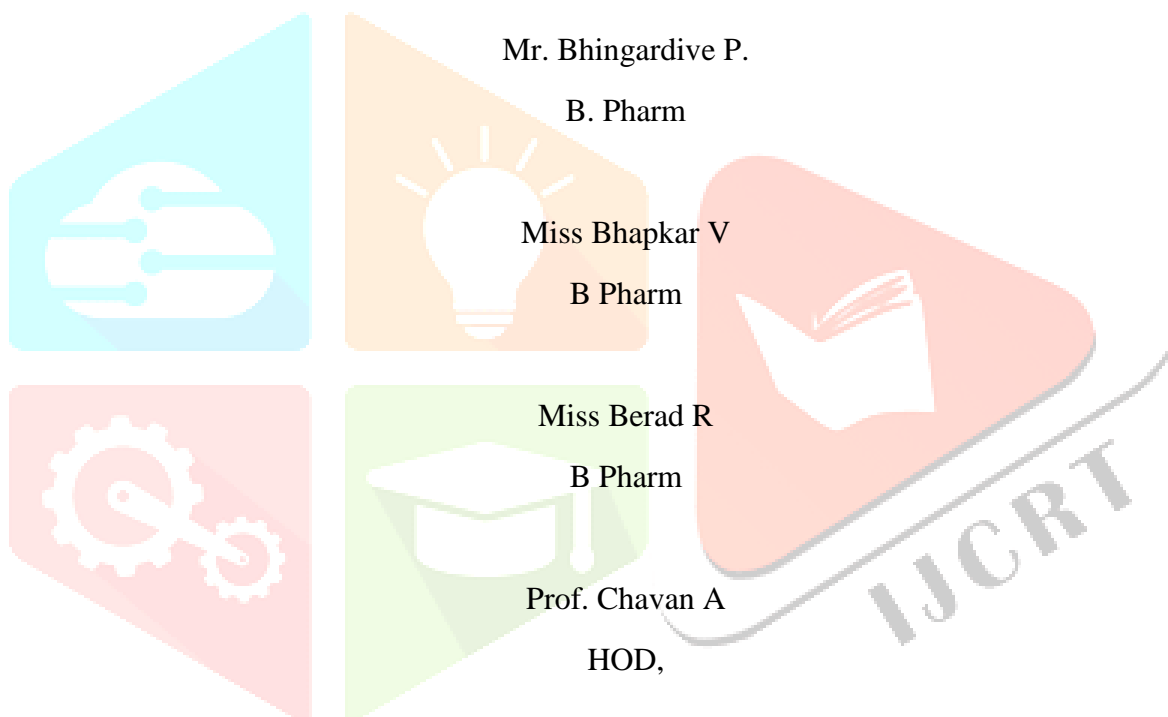 Mr. Bhingardive P.
B. Pharm
Miss Bhapkar V
B Pharm
Miss Berad R
B Pharm
Prof. Chavan A
HOD,
IJCRT